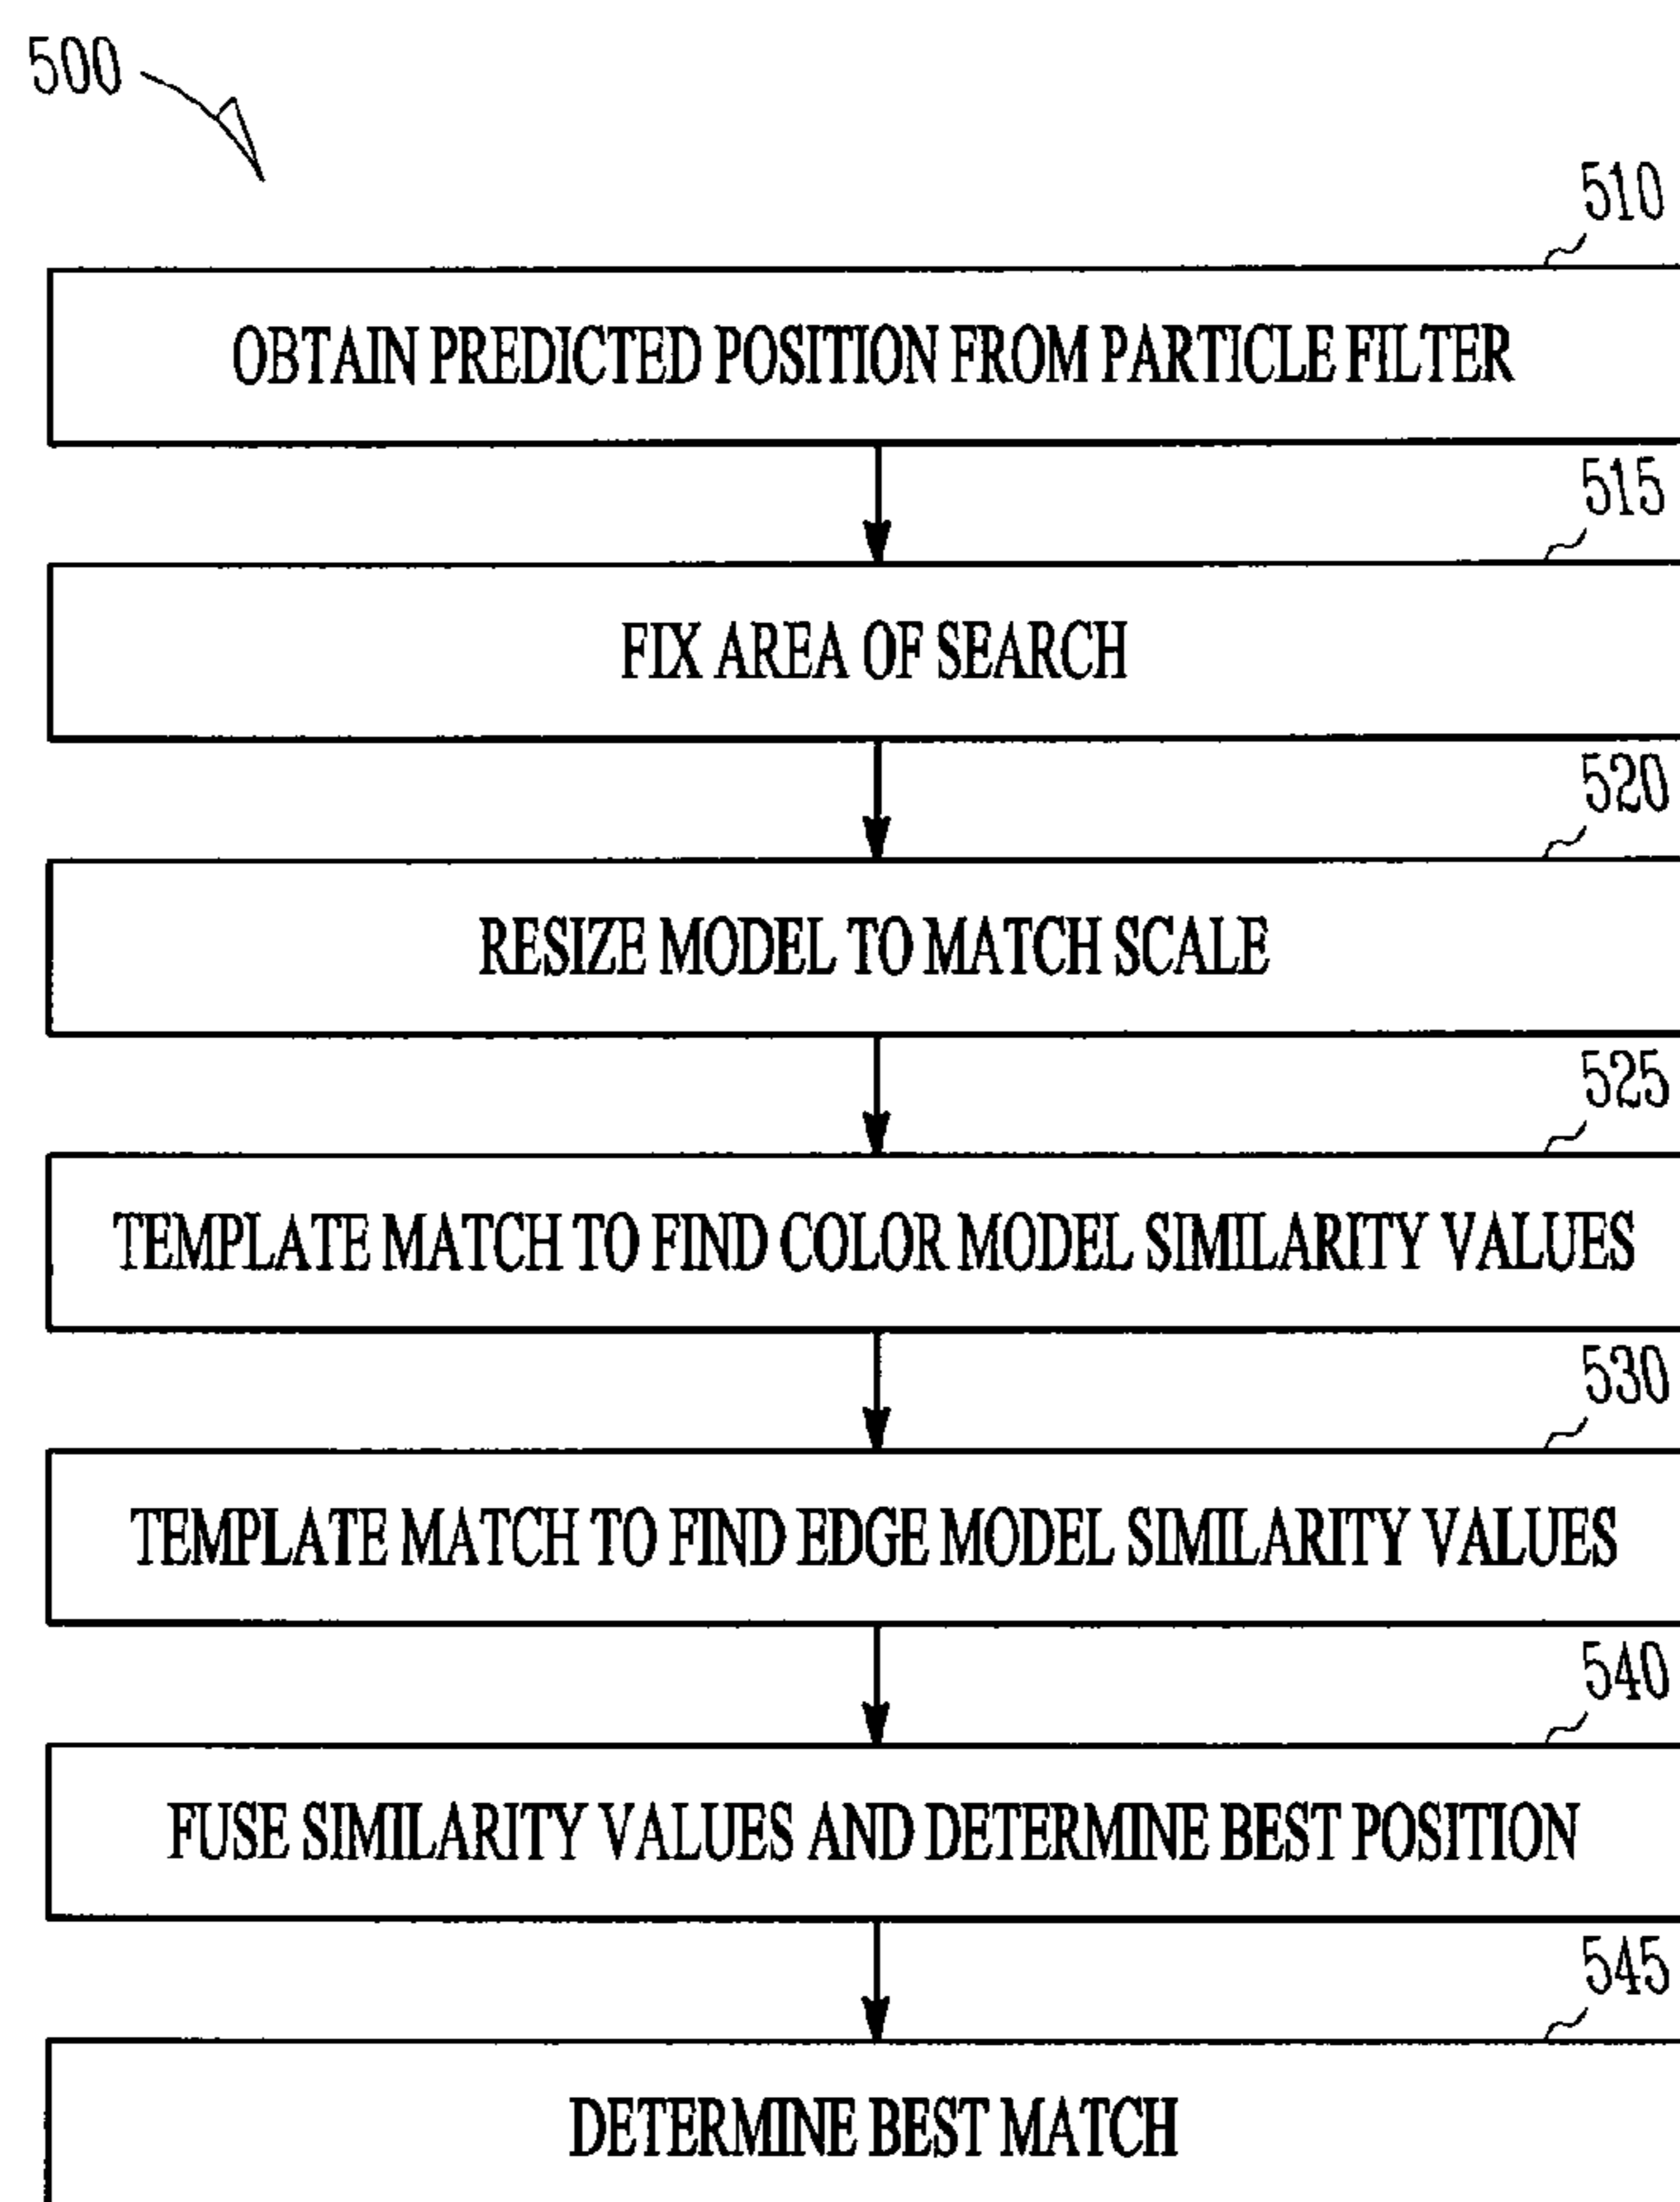 500
510
OBTAIN PREDICTED POSITION FROM PARTICLE FILTER
515
FIX AREA OF SEARCH
520
RESIZE MODEL TO MATCH SCALE
525
TEMPLATE MATCH TO FIND COLOR MODEL SIMILARITY VALUES
530
TEMPLATE MATCH TO FIND EDGE MODEL SIMILARITY VALUES
540
FUSE SIMILARITY VALUES AND DETERMINE BEST POSITION
545
DETERMINE BEST MATCH